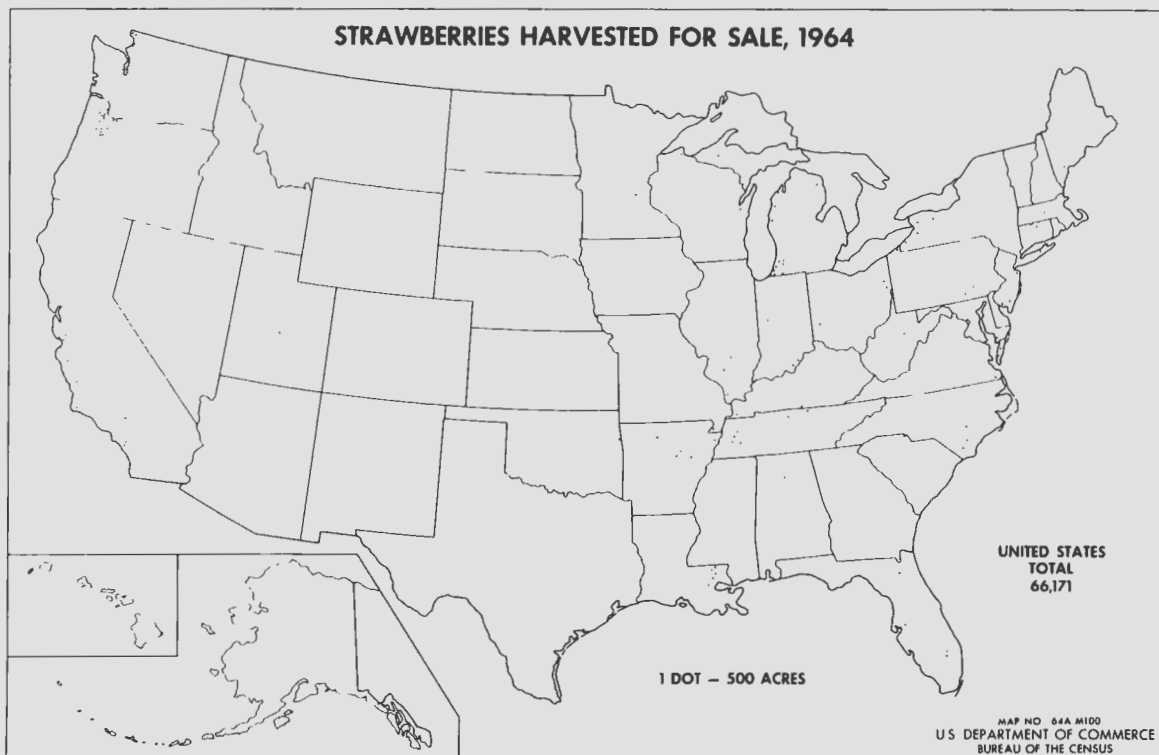 STRAWBERRIES HARVESTED FOR SALE, 1964
UNITED STATES
TOTAL
66,171
1 DOT – 500 ACRES
MAP NO 64A M100
U S DEPARTMENT OF COMMERCE
BUREAU OF THE CENSUS